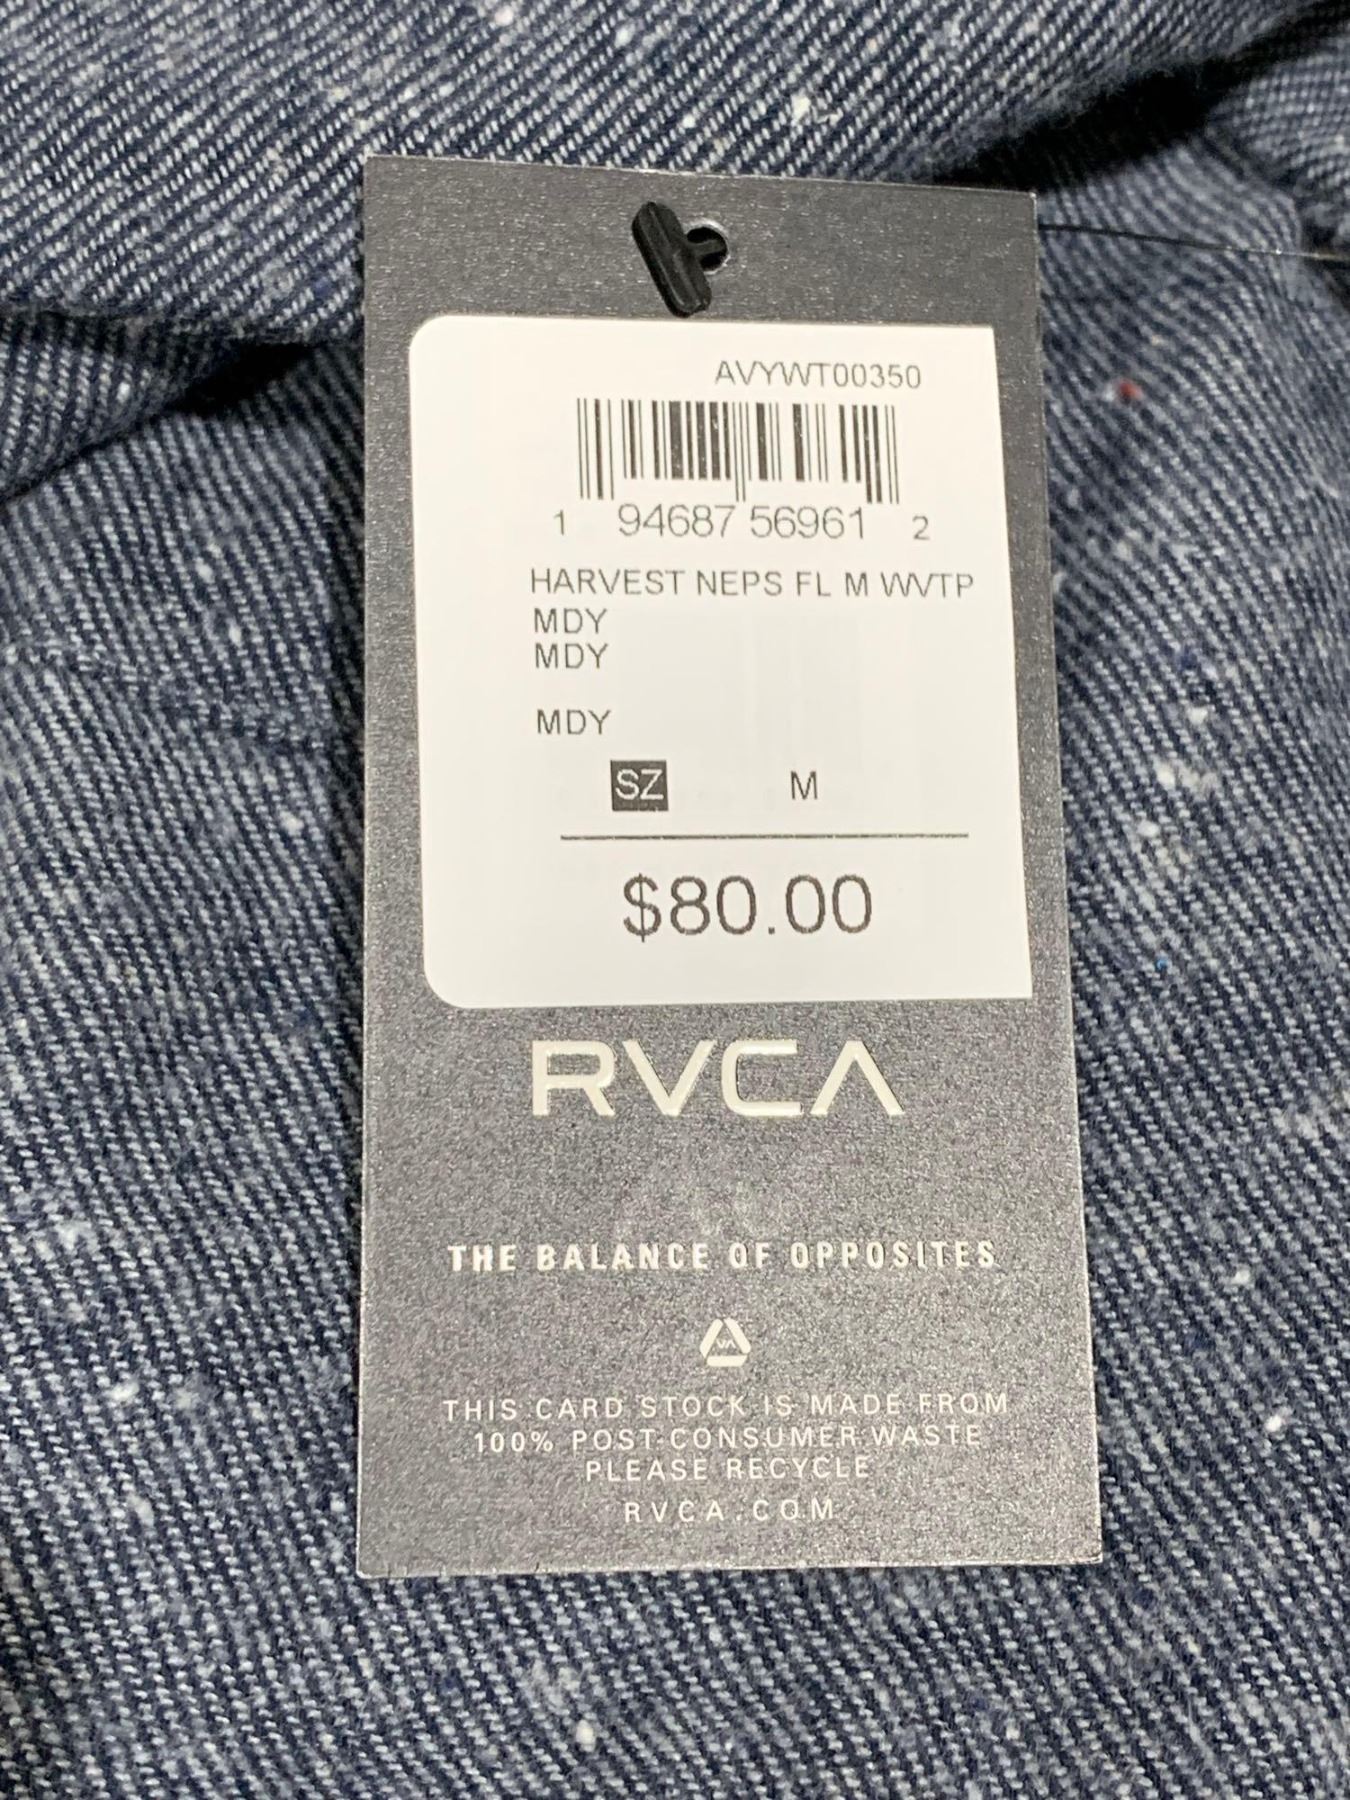 AVYWT00350
1 94687 56961 2
HARVEST NEPS FL M WVTP
MDY
MDY
MDY
SZ M
$80.00
RVCA
THE BALANCE OF OPPOSITES
VA
THIS CARD STOCK IS MADE FROM
100% POST-CONSUMER WASTE
PLEASE RECYCLE
RVCA.COM